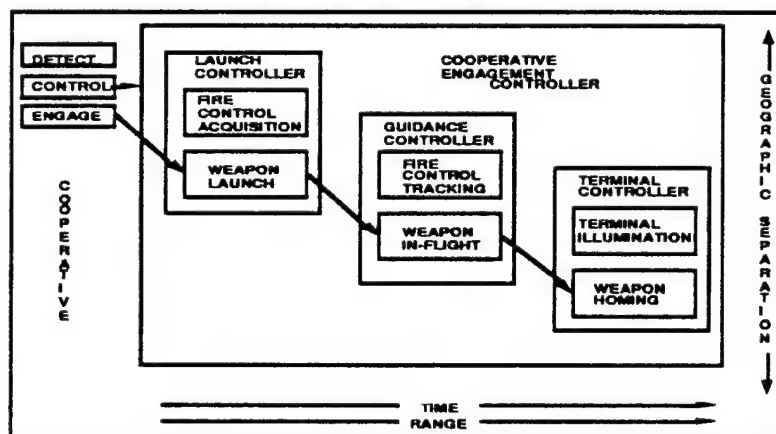 DETECT
CONTROL
ENGAGE
COOPERATIVE
LAUNCH
CONTROLLER
FIRE
CONTROL
ACQUISITION
WEAPON
LAUNCH
COOPERATIVE
ENGAGEMENT
CONTROLLER
GUIDANCE
CONTROLLER
FIRE
CONTROL
TRACKING
WEAPON
IN-FLIGHT
TERMINAL
CONTROLLER
TERMINAL
ILLUMINATION
WEAPON
HOMING
GEOGRAPHIC SEPARATION
TIME
RANGE